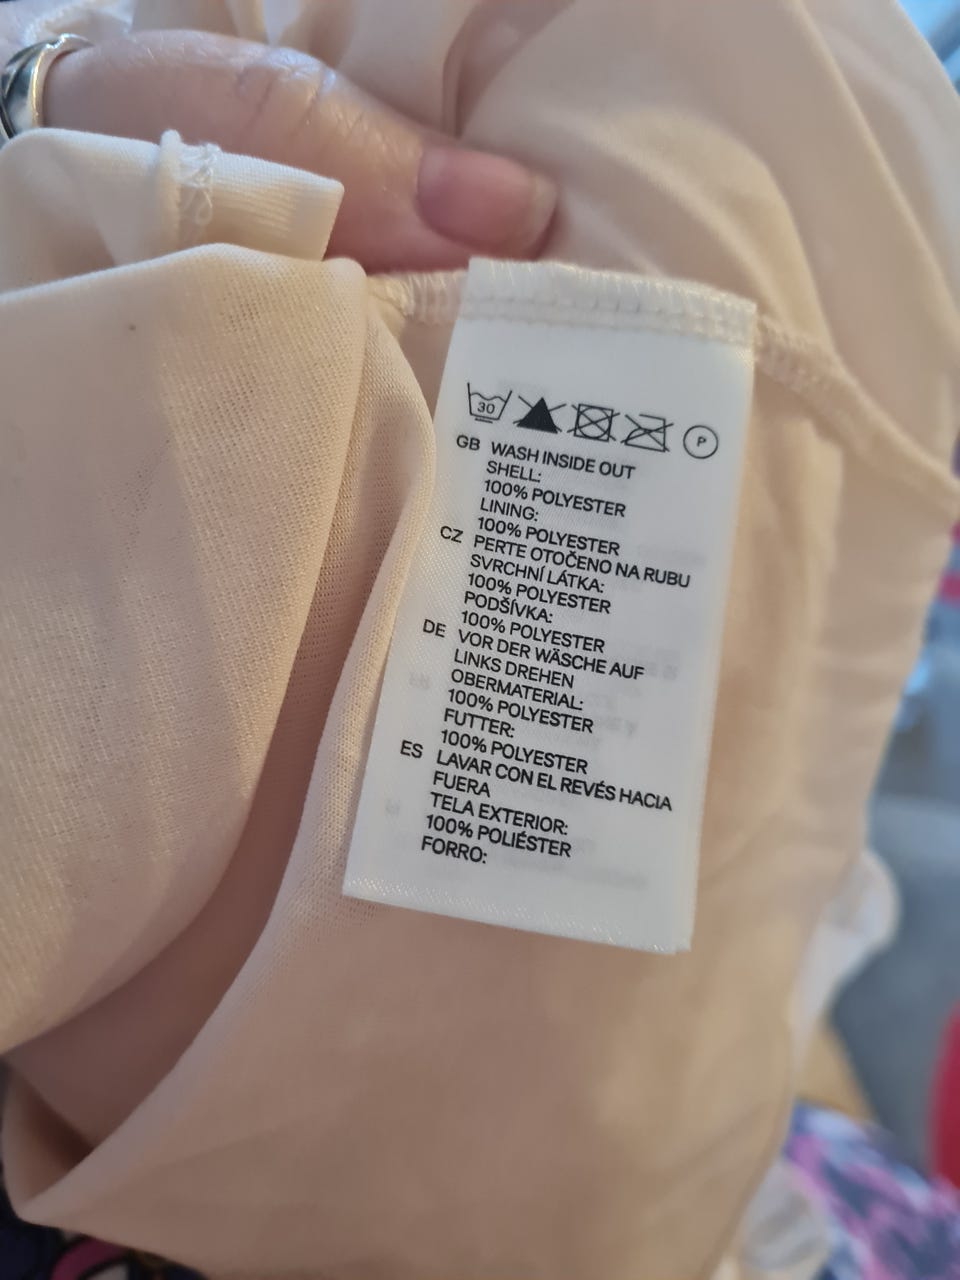 30
P
GB WASH INSIDE OUT
SHELL:
100% POLYESTER
LINING:
100% POLYESTER
CZ PERTE OTOČENO NA RUBU
SVRCHNÍ LÁTKA:
100% POLYESTER
PODŠÍVKA:
100% POLYESTER
DE VOR DER WÄSCHE AUF
LINKS DREHEN
OBERMATERIAL:
100% POLYESTER
FUTTER:
100% POLYESTER
ES LAVAR CON EL REVÉS HACIA
FUERA
TELA EXTERIOR:
100% POLIÉSTER
FORRO: